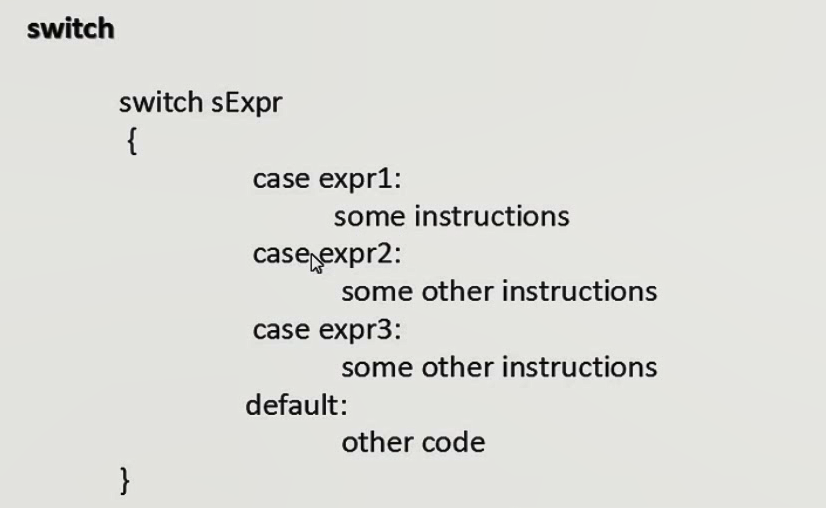 switch
switch sExpr
{
case expr1:
some instructions
case expr2:
some other instructions
case expr3:
some other instructions
default:
other code
}